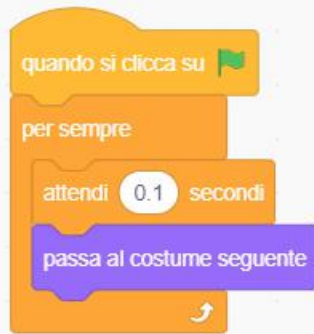 quando si clicca su
per sempre
attendi 0.1 secondi
passa al costume seguente